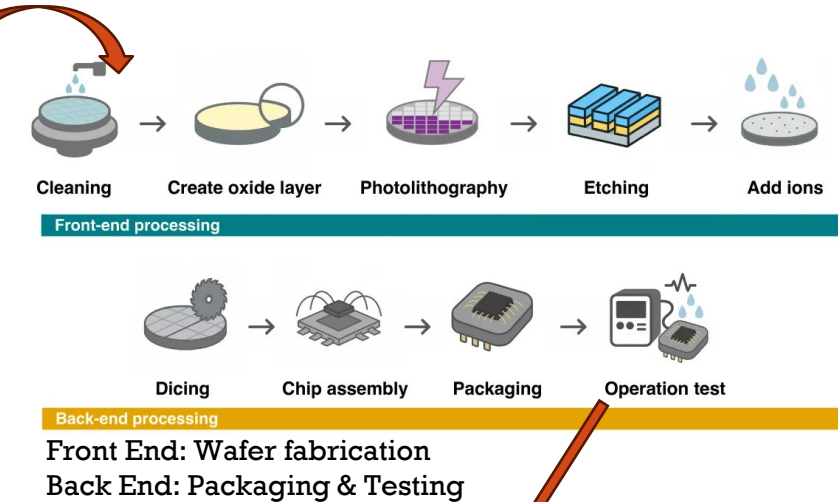 Cleaning Create oxide layer Photolithography Etching Add ions
Front-end processing
Dicing Chip assembly Packaging Operation test
Back-end processing
Front End: Wafer fabrication
Back End: Packaging & Testing